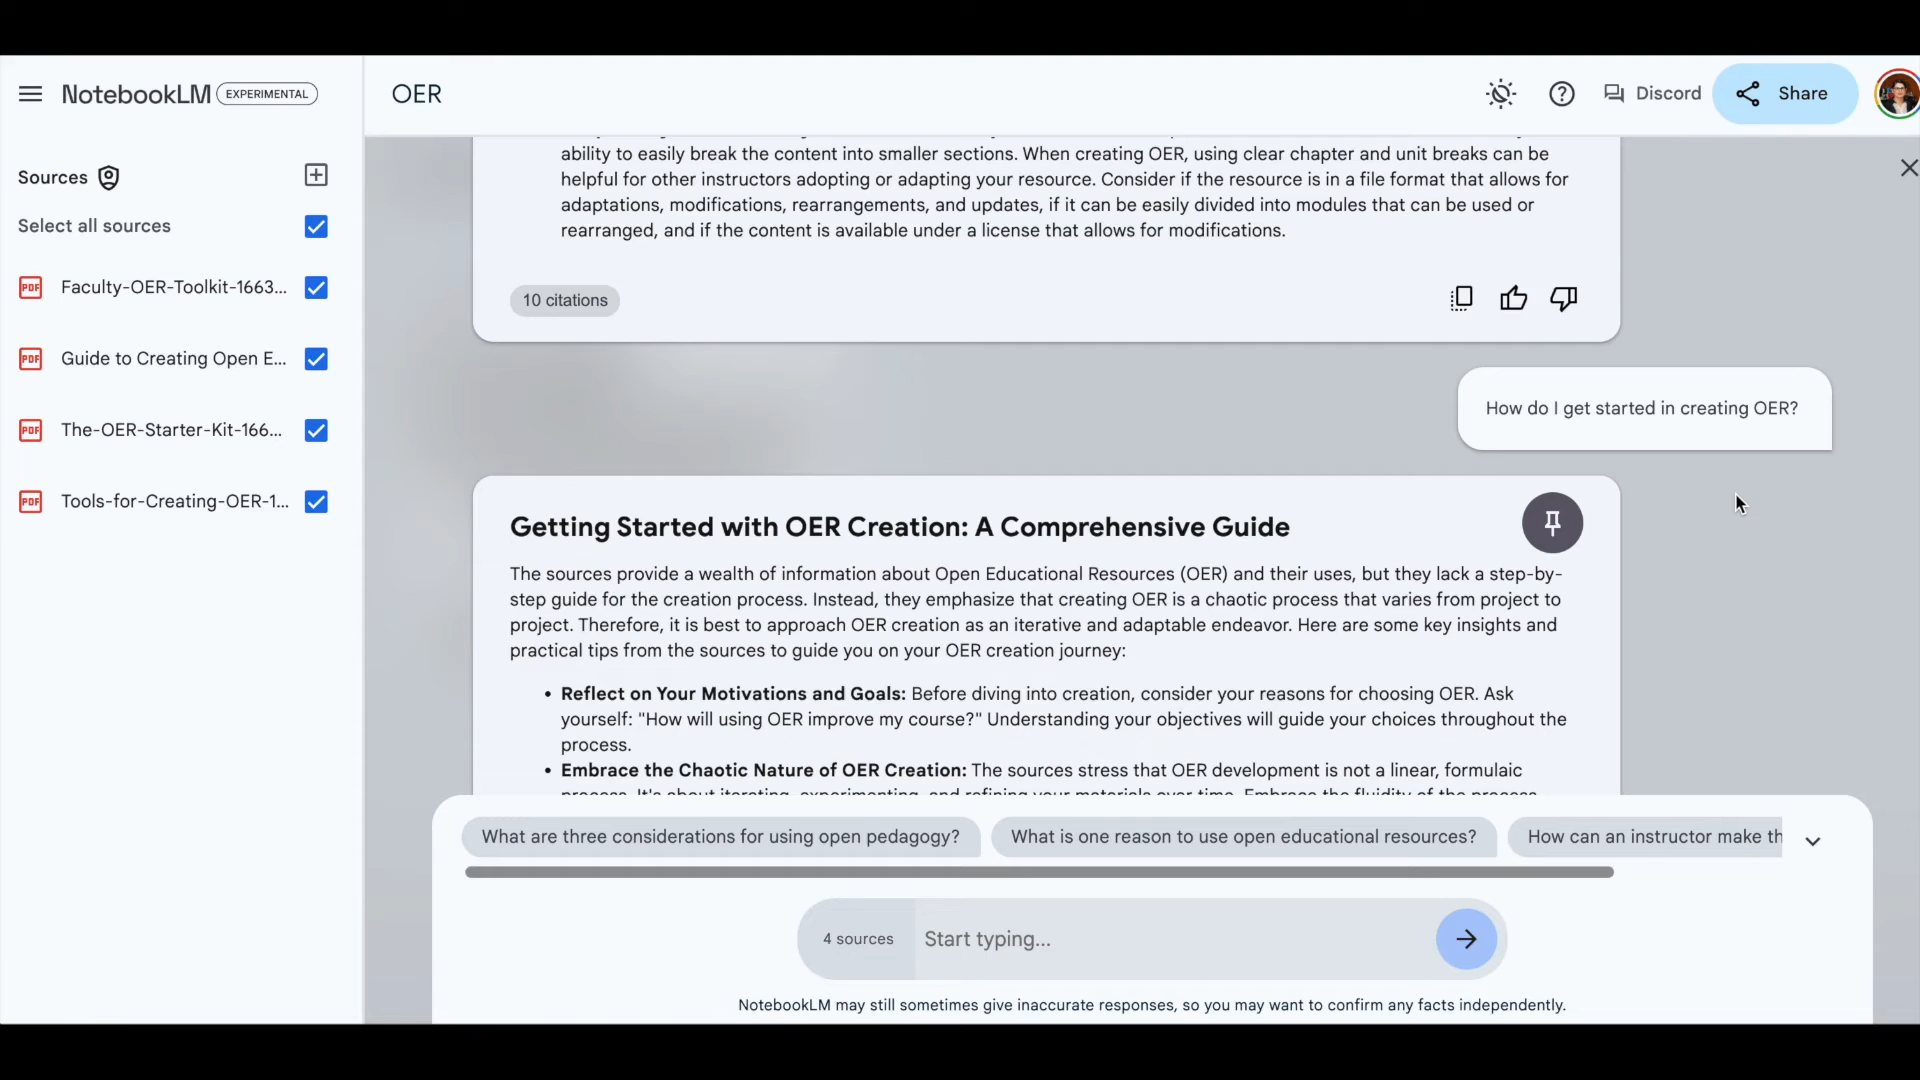 NotebookLM EXPERIMENTAL
OER
Discord
Share
Sources
Select all sources
PDF Faculty-OER-Toolkit-1663...
PDF Guide to Creating Open E...
PDF The-OER-Starter-Kit-166...
PDF Tools-for-Creating-OER-1...
ability to easily break the content into smaller sections. When creating OER, using clear chapter and unit breaks can be
helpful for other instructors adopting or adapting your resource. Consider if the resource is in a file format that allows for
adaptations, modifications, rearrangements, and updates, if it can be easily divided into modules that can be used or
rearranged, and if the content is available under a license that allows for modifications.
10 citations
How do I get started in creating OER?
Getting Started with OER Creation: A Comprehensive Guide
The sources provide a wealth of information about Open Educational Resources (OER) and their uses, but they lack a step-by-
step guide for the creation process. Instead, they emphasize that creating OER is a chaotic process that varies from project to
project. Therefore, it is best to approach OER creation as an iterative and adaptable endeavor. Here are some key insights and
practical tips from the sources to guide you on your OER creation journey:
• Reflect on Your Motivations and Goals: Before diving into creation, consider your reasons for choosing OER. Ask
yourself: "How will using OER improve my course?" Understanding your objectives will guide your choices throughout the
process.
• Embrace the Chaotic Nature of OER Creation: The sources stress that OER development is not a linear, formulaic
process. It's about iterating, experimenting, and refining your materials over time. Embrace the fluidity of the process
What are three considerations for using open pedagogy?
What is one reason to use open educational resources?
How can an instructor make th
4 sources
Start typing...
NotebookLM may still sometimes give inaccurate responses, so you may want to confirm any facts independently.